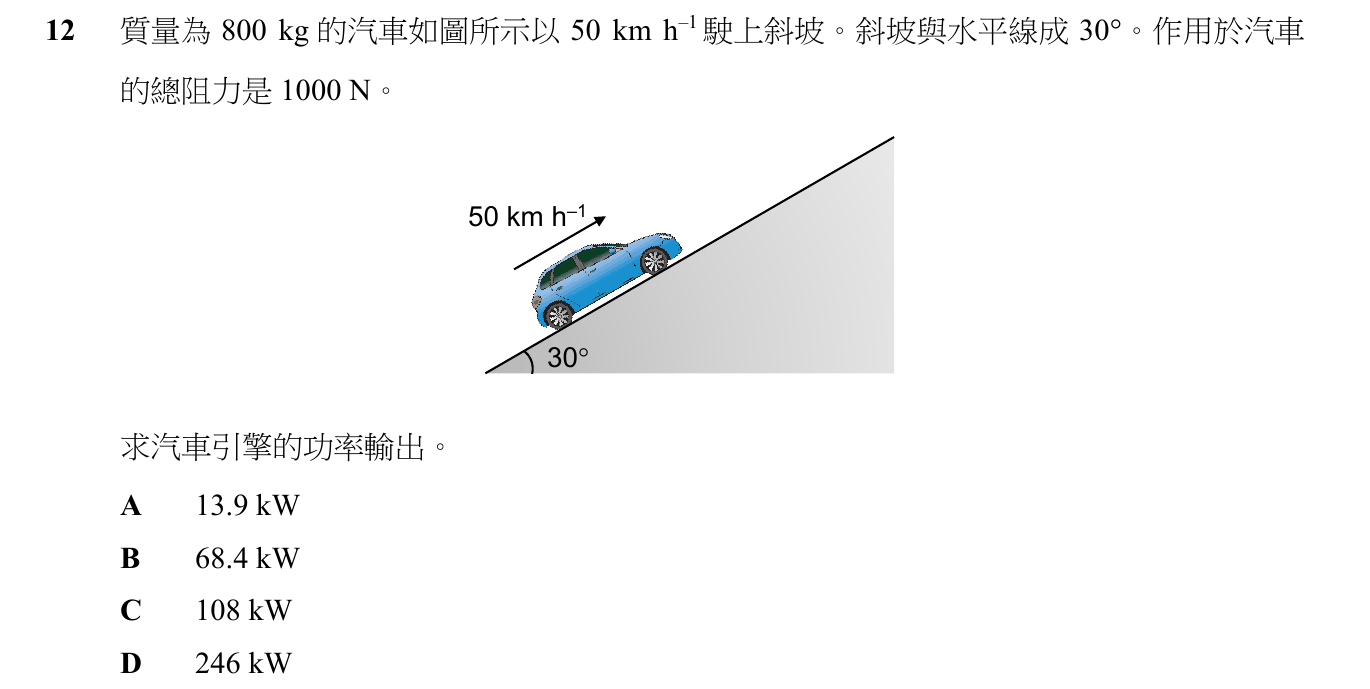 12 質量為 800 kg 的汽車如圖所示以 50 km h⁻¹ 駛上斜坡。斜坡與水平線成 30°。作用於汽車
的總阻力是 1000 N。
50 km h⁻¹
30°
求汽車引擎的功率輸出。
A 13.9 kW
B 68.4 kW
C 108 kW
D 246 kW